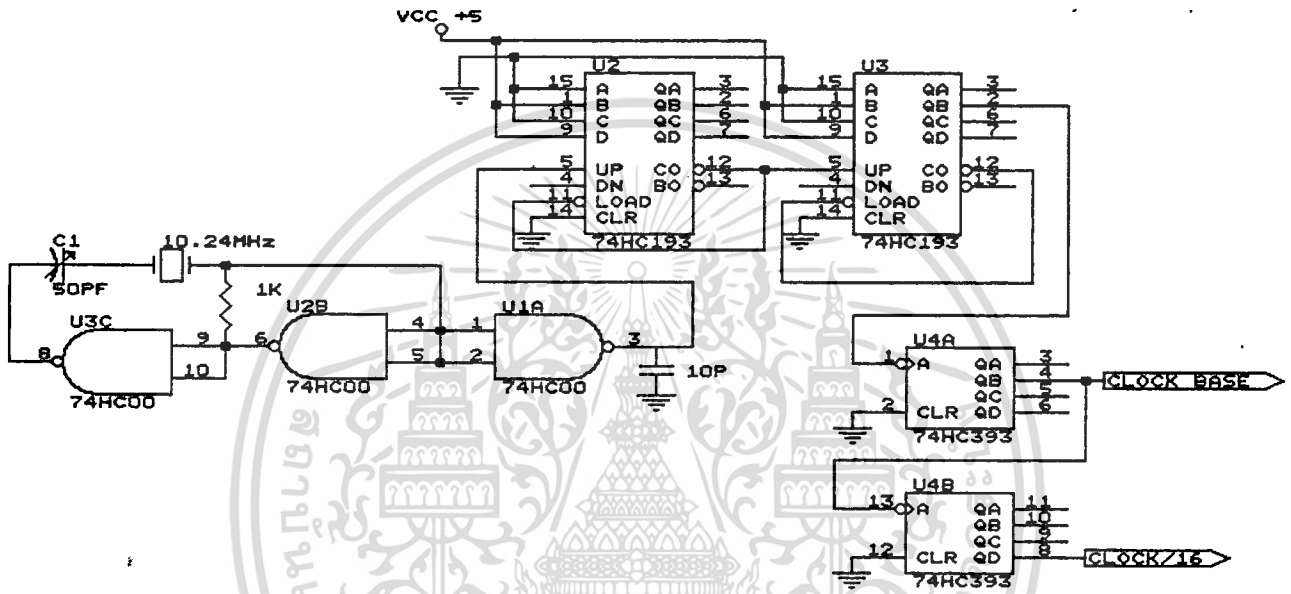 VCC +5
U2
15 A QA 3
1 B QB 2
10 C QC 6
9 D QD 7
5 UP CO 12
4 DN BO 13
11 LOAD
14 CLR
74HC193
U3
15 A QA 3
1 B QB 2
10 C QC 6
9 D QD 7
5 UP CO 12
4 DN BO 13
11 LOAD
14 CLR
74HC193
C1
50PF
10.24MHz
1K
U3C
8
9
10
74HC00
U2B
6
4
5
74HC00
U1A
1
2
3
74HC00
10P
U4A
1 A QA 3
QB 4
QC 5
2 CLR QD 6
74HC393
CLOCK BASE
U4B
13 A QA 11
QB 10
QC 9
12 CLR QD 8
74HC393
CLOCK/16